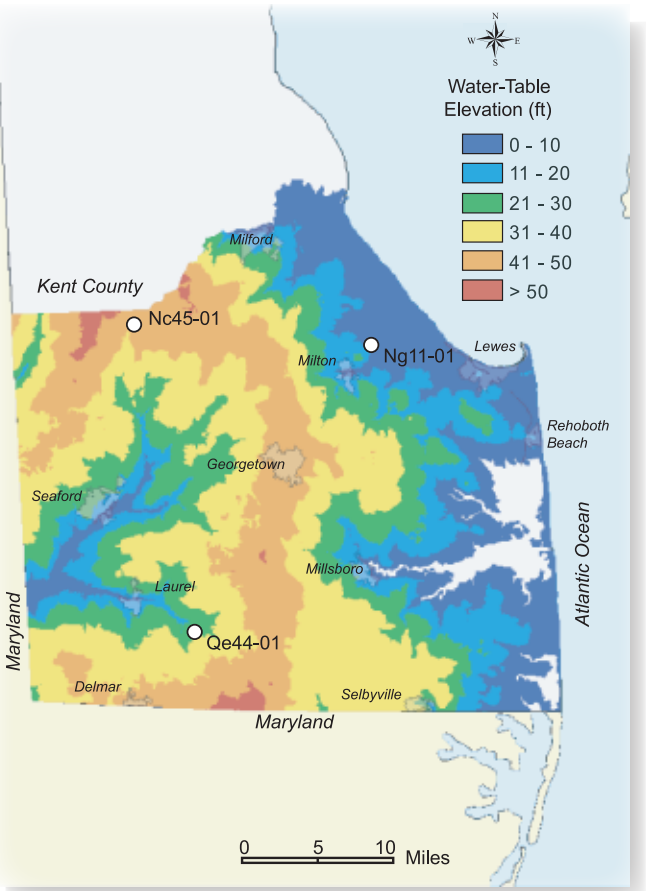 N
W E
S
Water-Table
Elevation (ft)
0 - 10
11 - 20
21 - 30
31 - 40
41 - 50
> 50
Milford
Kent County
Nc45-01
Ng11-01
Lewes
Milton
Rehoboth
Beach
Georgetown
Seaford
Atlantic Ocean
Millsboro
Laurel
Maryland
Qe44-01
Delmar
Selbyville
Maryland
0 5 10 Miles